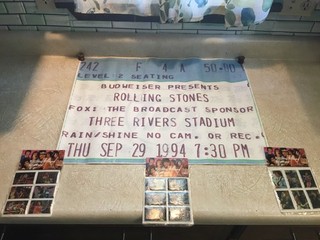 242 F 4 A 50.00
LEVEL 2 SEATING
BUDWEISER PRESENTS
ROLLING STONES
FOX! THE BROADCAST SPONSOR
THREE RIVERS STADIUM
RAIN/SHINE NO CAM. OR REC.
THU SEP 29 1994 7:30 PM